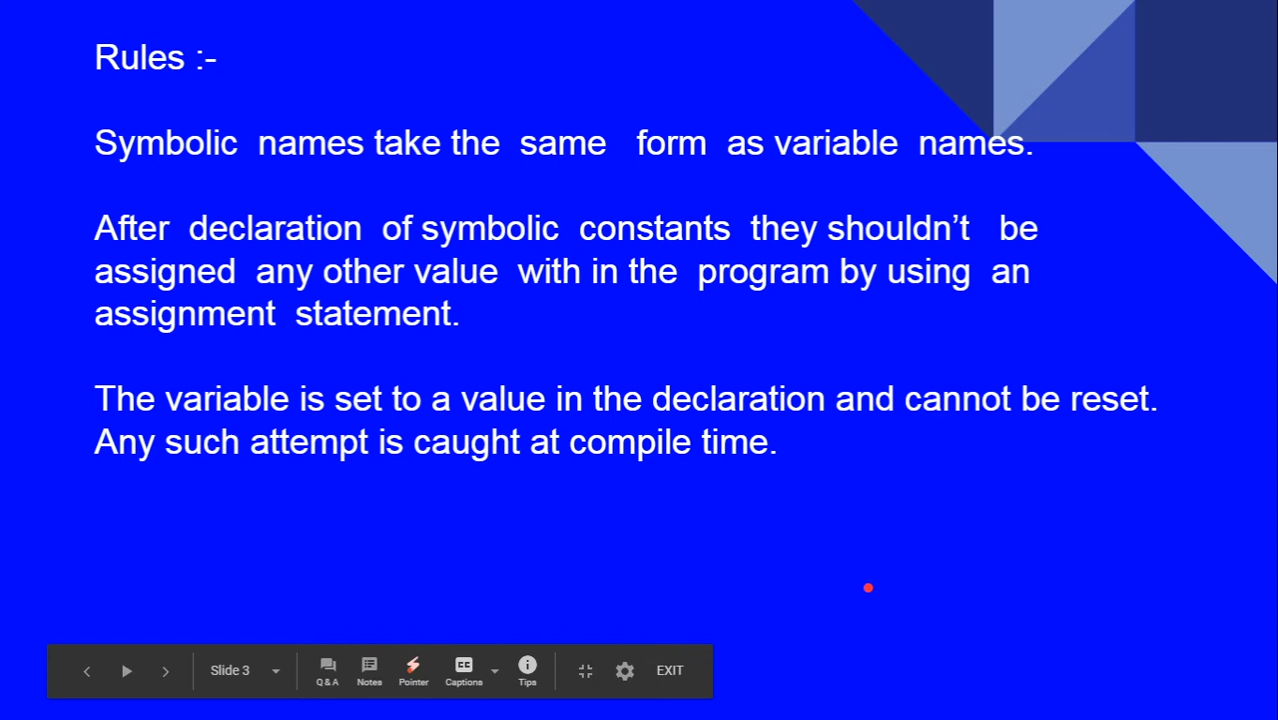 Rules :-
Symbolic names take the same form as variable names.
After declaration of symbolic constants they shouldn’t be
assigned any other value with in the program by using an
assignment statement.
The variable is set to a value in the declaration and cannot be reset.
Any such attempt is caught at compile time.
Slide 3
Q & A
Notes
Pointer
CC
Captions
Tips
EXIT